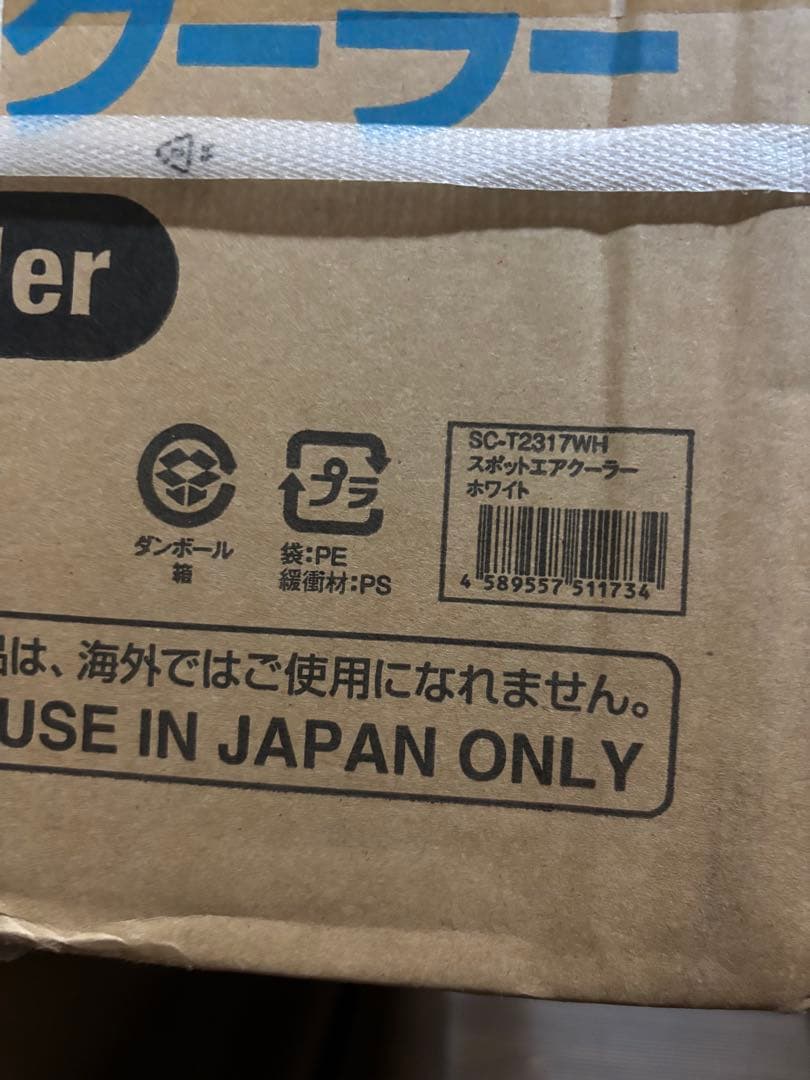 クーラー
ler
SC-T2317WH
スポットエアクーラー
ホワイト
プラ
ダンボール
箱
袋:PE
緩衝材:PS
4 589557 511734
品は、海外ではご使用になれません。
USE IN JAPAN ONLY